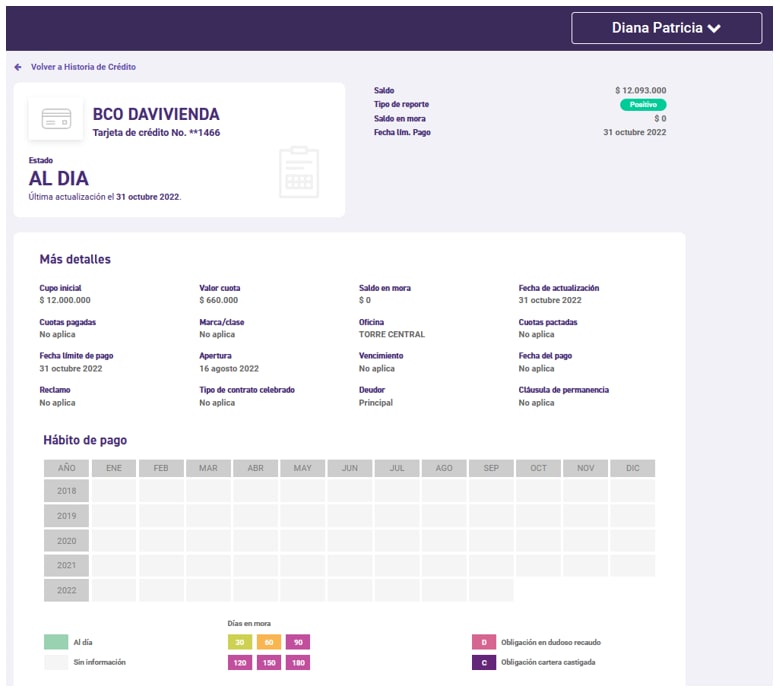 Diana Patricia
Volver a Historia de Crédito
BCO DAVIVIENDA
Tarjeta de crédito No. **1466
Estado
AL DIA
Última actualización el 31 octubre 2022.
Saldo $ 12.093.000
Tipo de reporte Positivo
Saldo en mora $ 0
Fecha lím. Pago 31 octubre 2022
Más detalles
Cupo inicial Valor cuota Saldo en mora Fecha de actualización
$ 12.000.000 $ 660.000 $ 0 31 octubre 2022
Cuotas pagadas Marca/clase Oficina Cuotas pactadas
No aplica No aplica TORRE CENTRAL No aplica
Fecha límite de pago Apertura Vencimiento Fecha del pago
31 octubre 2022 16 agosto 2022 No aplica No aplica
Reclamo Tipo de contrato celebrado Deudor Cláusula de permanencia
No aplica No aplica Principal No aplica
Hábito de pago
AÑO ENE FEB MAR ABR MAY JUN JUL AGO SEP OCT NOV DIC
2018
2019
2020
2021
2022
Días en mora
Al día 30 60 90 D Obligación en dudoso recaudo
Sin información 120 150 180 C Obligación cartera castigada